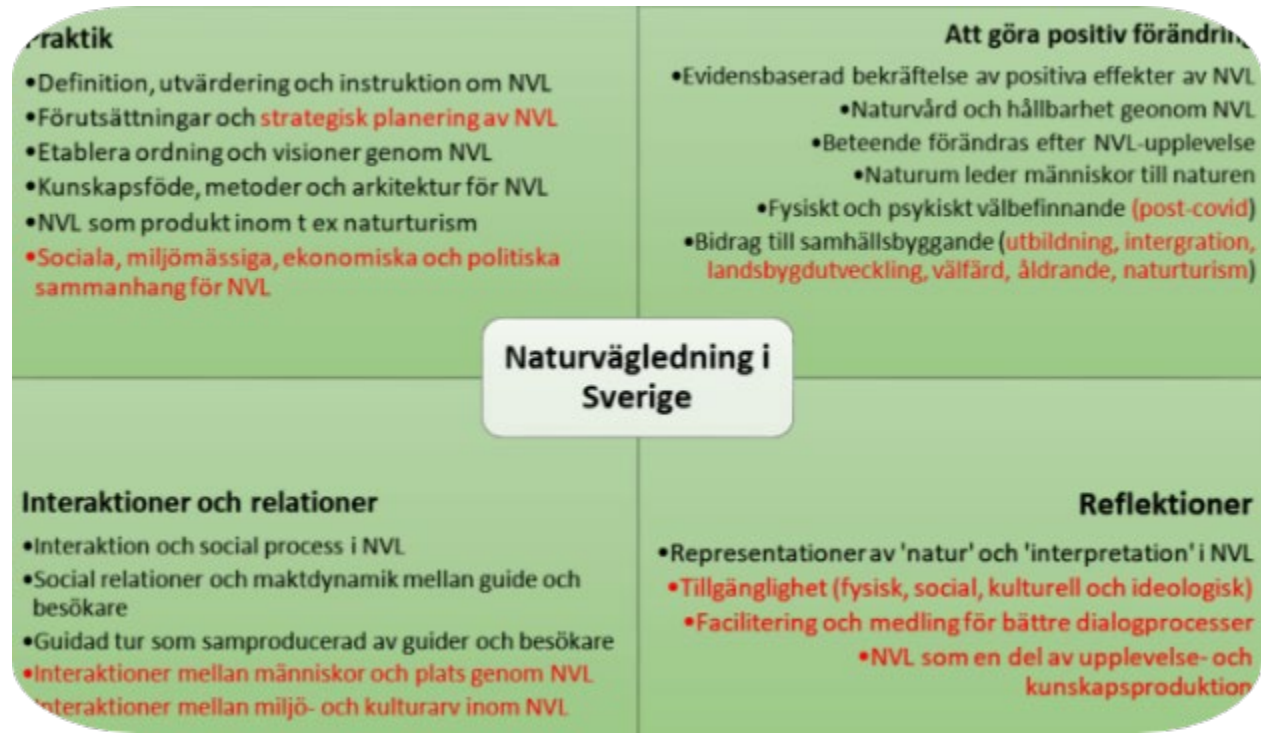 Praktik
•Definition, utvärdering och instruktion om NVL
•Förutsättningar och strategisk planering av NVL
•Etablera ordning och visioner genom NVL
•Kunskapsföde, metoder och arkitektur för NVL
•NVL som produkt inom t ex naturturism
•Sociala, miljömässiga, ekonomiska och politiska
sammanhang för NVL
Att göra positiv förändring
•Evidensbaserad bekräftelse av positiva effekter av NVL
•Naturvård och hållbarhet geonom NVL
•Beteende förändras efter NVL-upplevelse
•Naturum leder människor till naturen
•Fysiskt och psykiskt välbefinnande (post-covid)
•Bidrag till samhällsbyggande (utbildning, intergration,
landsbygdutveckling, välfärd, åldrande, naturturism)
Naturvägledning i
Sverige
Interaktioner och relationer
•Interaktion och social process i NVL
•Social relationer och maktdynamik mellan guide och
besökare
•Guidad tur som samproducerad av guider och besökare
•Interaktioner mellan människor och plats genom NVL
Interaktioner mellan miljö- och kulturarv inom NVL
Reflektioner
•Representationer av 'natur' och 'interpretation' i NVL
•Tillgänglighet (fysisk, social, kulturell och ideologisk)
•Facilitering och medling för bättre dialogprocesser
•NVL som en del av upplevelse- och
kunskapsproduktion